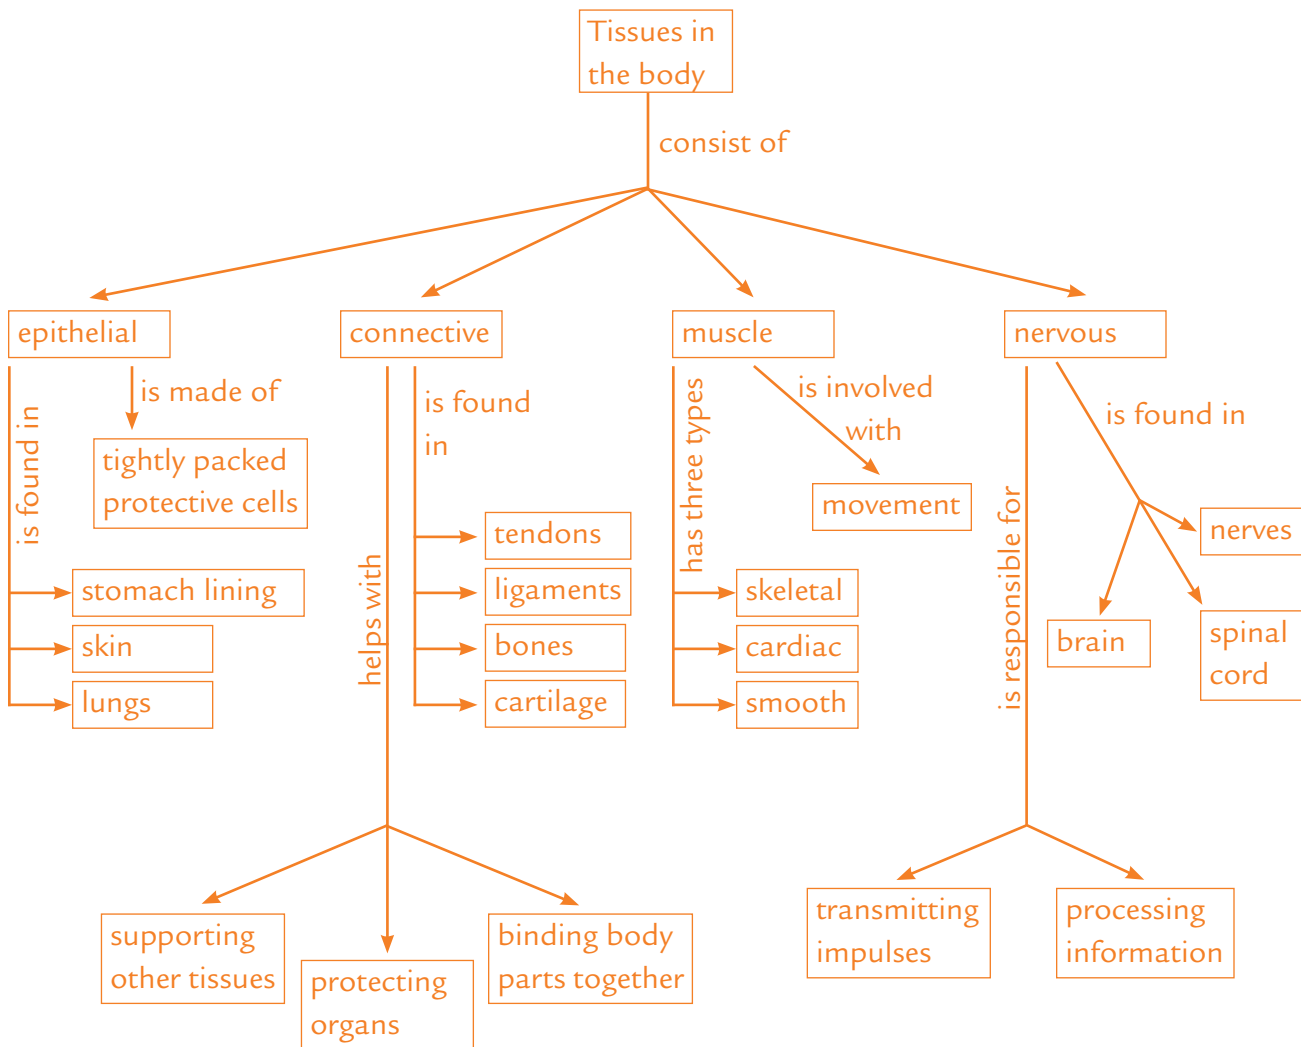 Tissues in
the body
consist of
epithelial
connective
muscle
nervous
is found in
is made of
tightly packed
protective cells
stomach lining
skin
lungs
helps with
is found
in
tendons
ligaments
bones
cartilage
supporting
other tissues
protecting
organs
binding body
parts together
has three types
is involved
with
movement
skeletal
cardiac
smooth
is responsible for
is found in
nerves
brain
spinal
cord
transmitting
impulses
processing
information